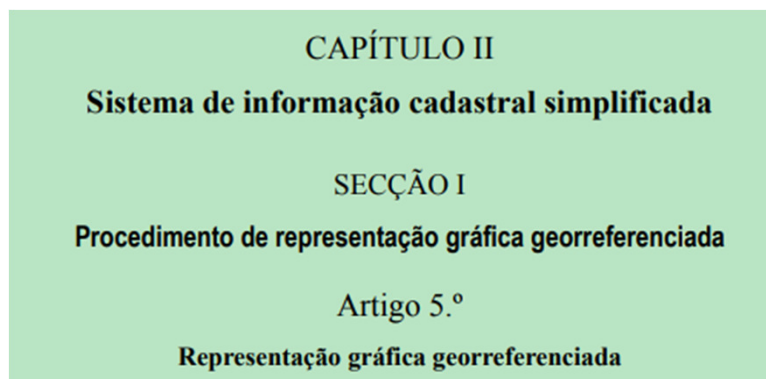 CAPÍTULO II
Sistema de informação cadastral simplificada
SECÇÃO I
Procedimento de representação gráfica georreferenciada
Artigo 5.º
Representação gráfica georreferenciada